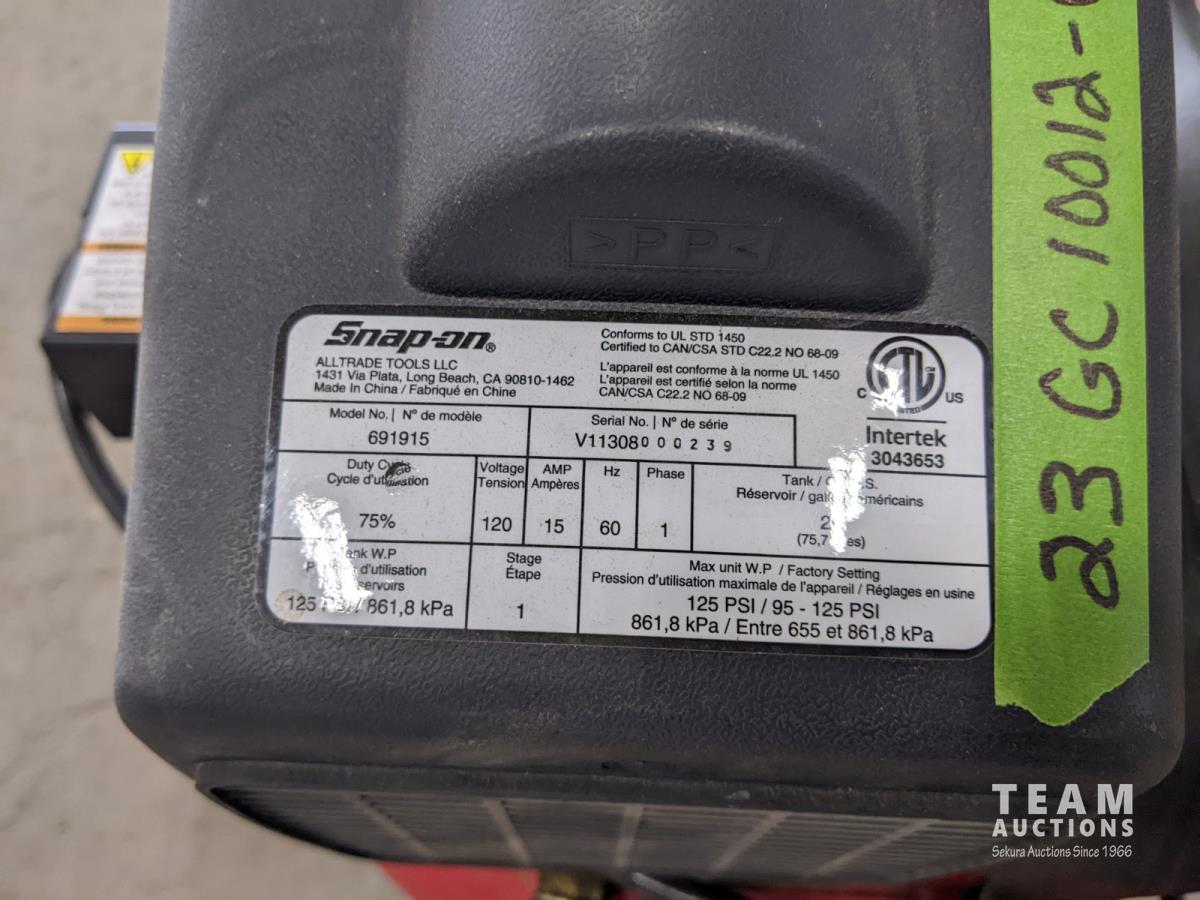 >PP<
23 GC 10012-
Snap-on®
ALLTRADE TOOLS LLC
1431 Via Plata, Long Beach, CA 90810-1462
Made In China / Fabriqué en Chine
Conforms to UL STD 1450
Certified to CAN/CSA STD C22.2 NO 68-09
L'appareil est conforme à la norme UL 1450
L'appareil est certifié selon la norme
CAN/CSA C22.2 NO 68-09
C US
Intertek
3043653
Model No. | N° de modèle
691915
Serial No. | N° de série
V11308000239
Duty Cycle
Cycle d'utilisation
75%
Voltage
Tension
120
AMP
Ampères
15
Hz
60
Phase
1
Tank /
Réservoir /
W.P
d'utilisation
125 / 861,8 kPa
Stage
Étape
1
Max unit W.P / Factory Setting
Pression d'utilisation maximale de l'appareil / Réglages en usine
125 PSI / 95 - 125 PSI
861,8 kPa / Entre 655 et 861,8 kPa
TEAM
AUCTIONS
Sekura Auctions Since 1966